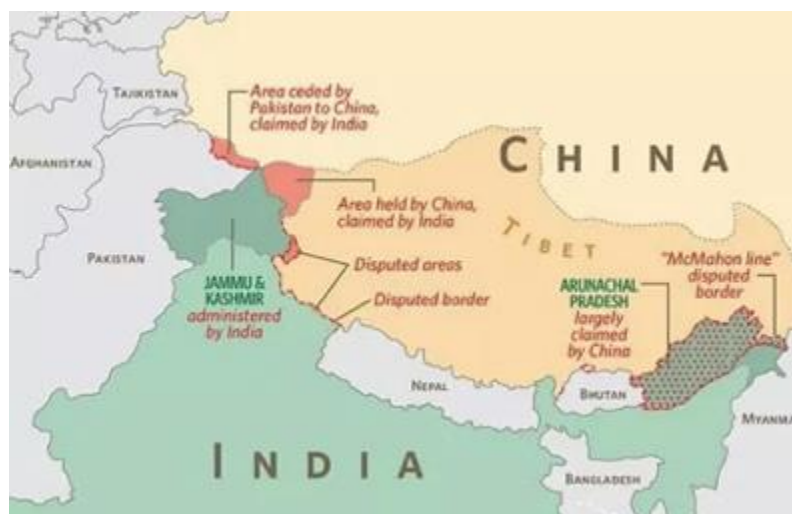 TAJIKISTAN
Area ceded by
Pakistan to China,
claimed by India
AFGHANISTAN
CHINA
Area held by China,
claimed by India
TIBET
PAKISTAN
Disputed areas
"McMahon line"
disputed
border
JAMMU &
KASHMIR
administered
by India
Disputed border
ARUNACHAL
PRADESH
largely
claimed
by China
NEPAL
BHUTAN
MYANMA
INDIA
BANGLADESH